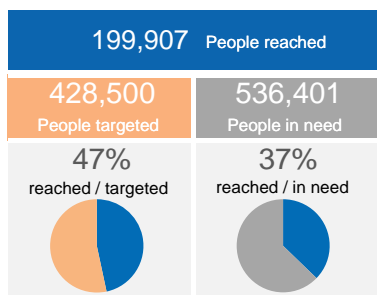 199,907 People reached
428,500
People targeted
536,401
People in need
47%
reached / targeted
37%
reached / in need